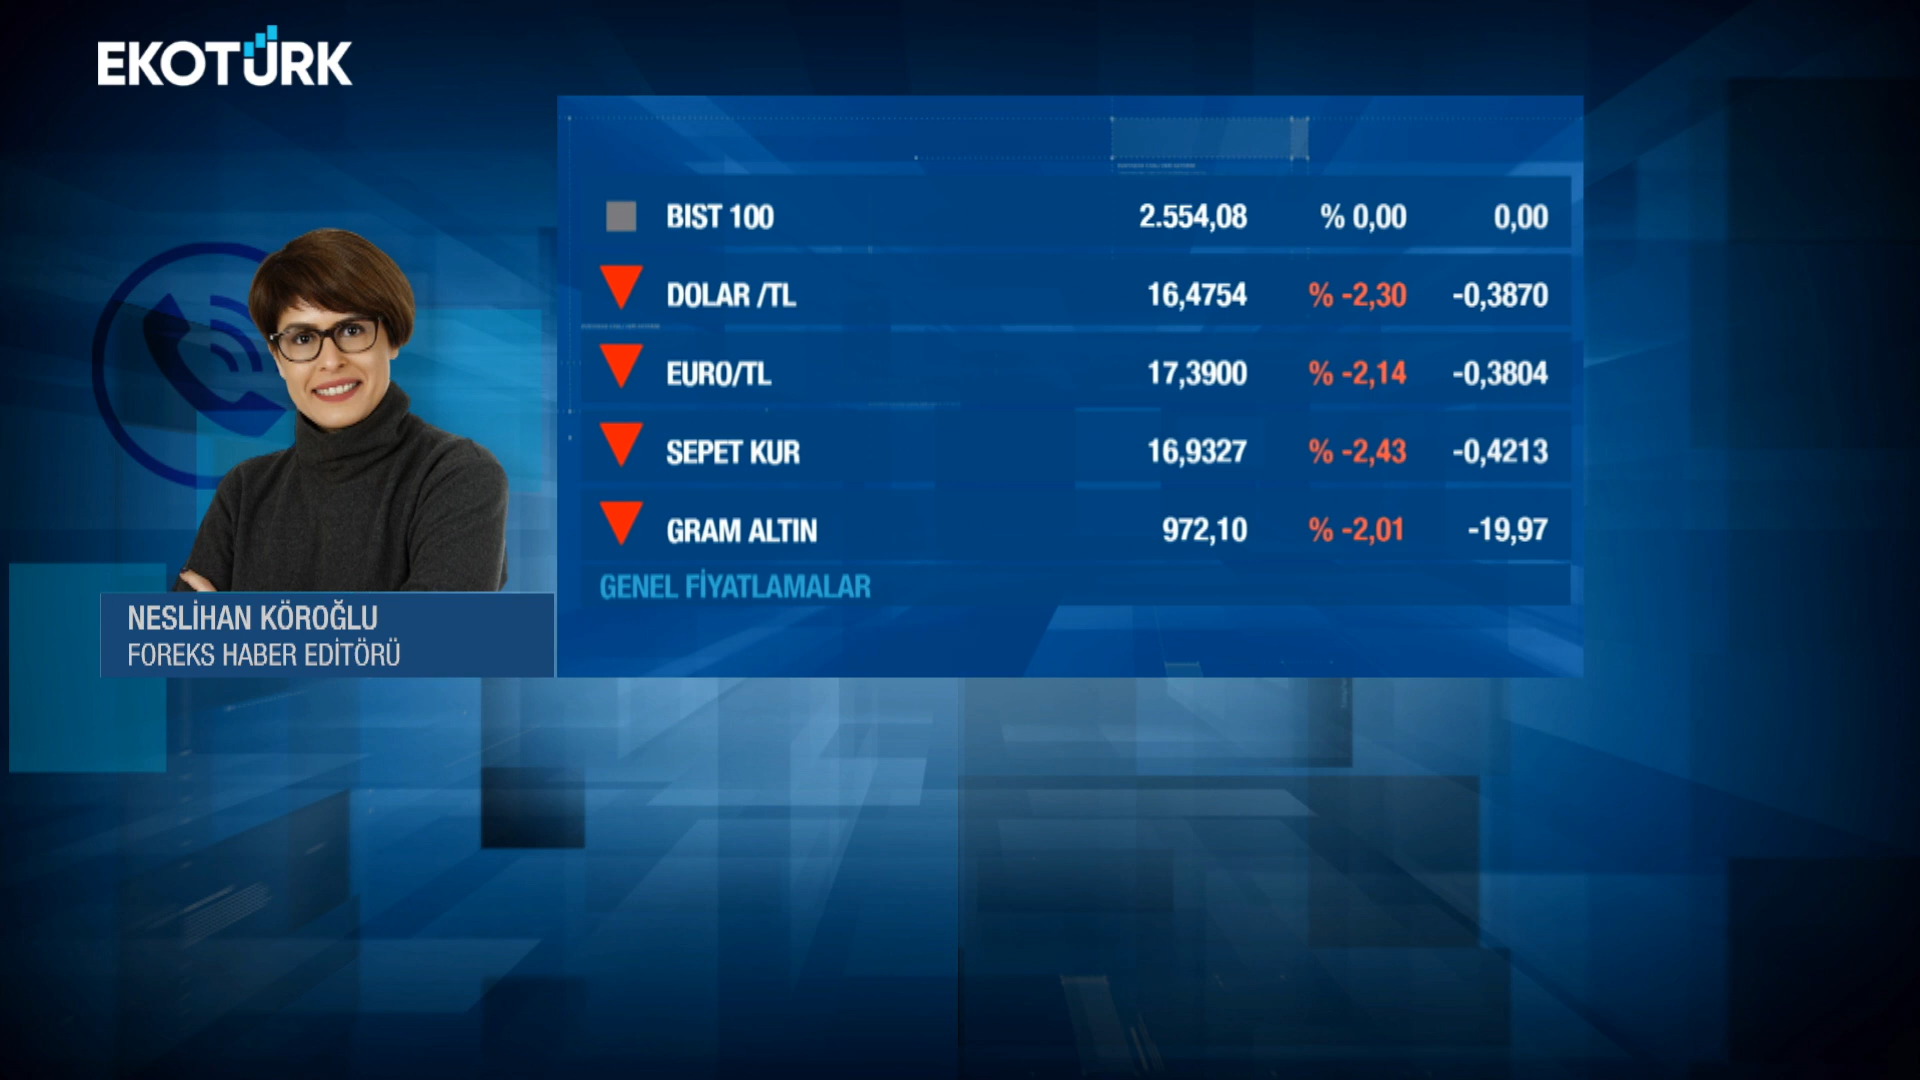 EKOTÜRK
BIST 100 2.554,08 % 0,00 0,00
DOLAR /TL 16,4754 % -2,30 -0,3870
EURO/TL 17,3900 % -2,14 -0,3804
SEPET KUR 16,9327 % -2,43 -0,4213
GRAM ALTIN 972,10 % -2,01 -19,97
GENEL FİYATLAMALAR
NESLİHAN KÖROĞLU
FOREKS HABER EDİTÖRÜ